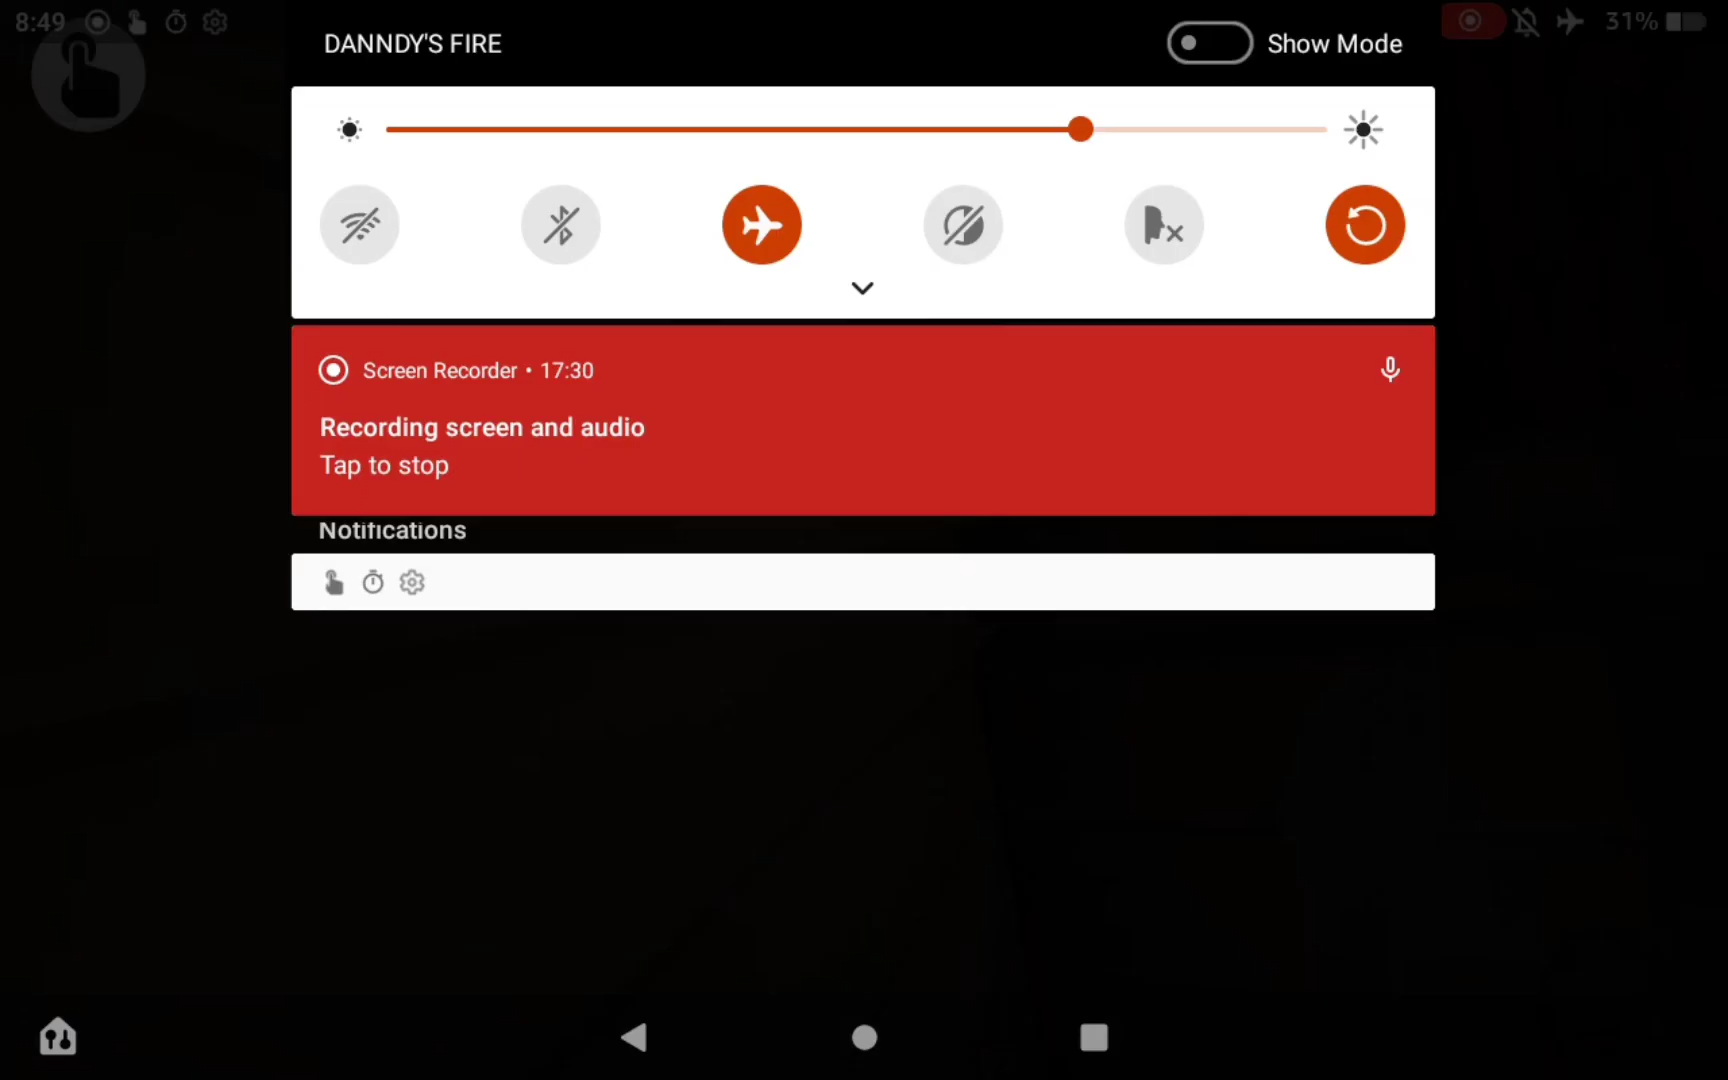 8:49
31%
DANNDY'S FIRE
Show Mode
Screen Recorder • 17:30
Recording screen and audio
Tap to stop
Notifications